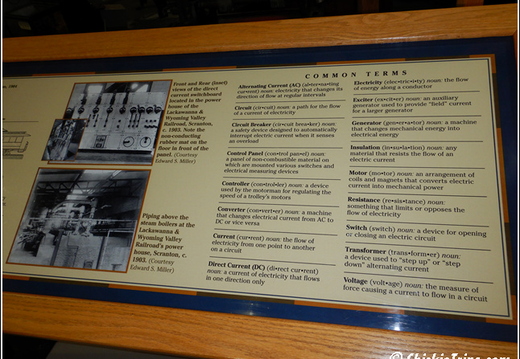 c. 1903
Front and Rear (inset)
views of the direct
current switchboard
located in the power
house of the
Lackawanna &
Wyoming Valley
Railroad, Scranton,
c. 1903. Note the
non-conducting
rubber mat on the
floor in front of the
panel. (Courtesy
Edward S. Miller)
Piping above the
steam boilers at the
Lackawanna &
Wyoming Valley
Railroad's power
house, Scranton, c.
1903. (Courtesy
Edward S. Miller)
COMMON TERMS
Alternating Current (AC) (al•ter•na•ting
cur•rent) noun: electricity that changes its
direction of flow at regular intervals
Circuit (cir•cuit) noun: a path for the flow
of a current of electricity
Circuit Breaker (cir•cuit brea•ker) noun:
a safety device designed to automatically
interrupt electric current when it senses
an overload
Control Panel (con•trol pan•el) noun:
a panel of non-combustible material on
which are mounted various switches and
electrical measuring devices
Controller (con•trol•ler) noun: a device
used by the motorman for regulating the
speed of a trolley's motors
Converter (con•vert•er) noun: a machine
that changes electrical current from AC to
DC or vice versa
Current (cur•rent) noun: the flow of
electricity from one point to another
on a circuit
Direct Current (DC) (di•rect cur•rent)
noun: a current of electricity that flows
in one direction only
Electricity (elec•tric•i•ty) noun: the flow
of energy along a conductor
Exciter (ex•cit•er) noun: an auxiliary
generator used to provide "field" current
for a larger generator
Generator (gen•er•a•tor) noun: a machine
that changes mechanical energy into
electrical energy
Insulation (in•su•la•tion) noun: any
material that resists the flow of an
electric current
Motor (mo•tor) noun: an arrangement of
coils and magnets that converts electric
current into mechanical power
Resistance (re•sis•tance) noun:
something that limits or opposes the
flow of electricity
Switch (switch) noun: a device for opening
or closing an electric circuit
Transformer (trans•form•er) noun:
a device used to "step up" or "step
down" alternating current
Voltage (volt•age) noun: the measure of
force causing a current to flow in a circuit
© ChickieTrips.com